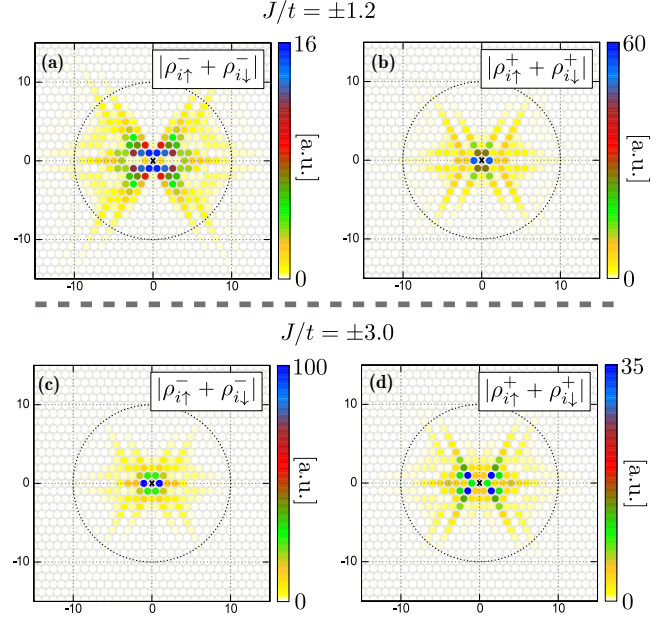 J/t = ±1.2
(a) |ρ⁻ᵢ↑ + ρ⁻ᵢ↓| 16
(b) |ρ⁺ᵢ↑ + ρ⁺ᵢ↓| 60
10 10
0 0
[a.u.] [a.u.]
-10 -10
0 0
-10 0 10 -10 0 10
J/t = ±3.0
(c) |ρ⁻ᵢ↑ + ρ⁻ᵢ↓| 100
(d) |ρ⁺ᵢ↑ + ρ⁺ᵢ↓| 35
10 10
0 0
[a.u.] [a.u.]
-10 -10
0 0
-10 0 10 -10 0 10